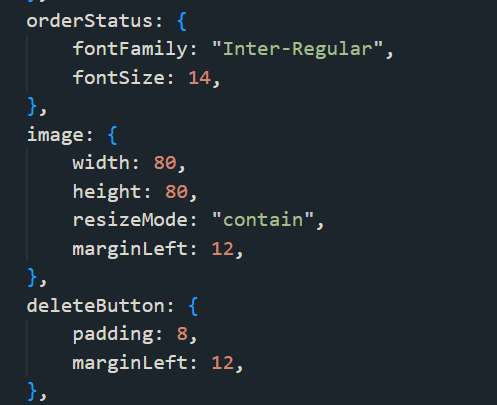 orderStatus: {
fontFamily: "Inter-Regular",
fontSize: 14,
},
image: {
width: 80,
height: 80,
resizeMode: "contain",
marginLeft: 12,
},
deleteButton: {
padding: 8,
marginLeft: 12,
},